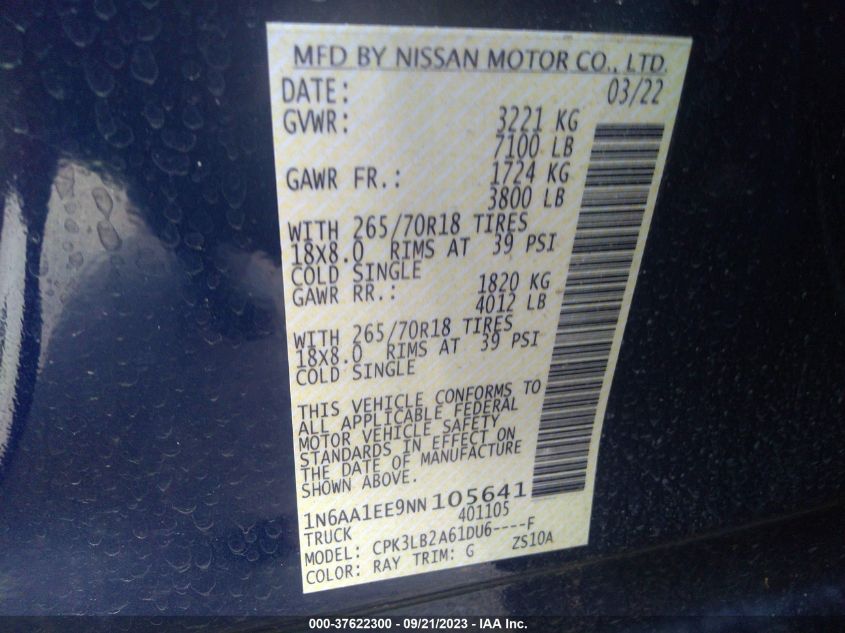 MFD BY NISSAN MOTOR CO., LTD.
DATE: 03/22
GVWR: 3221 KG
7100 LB
GAWR FR.: 1724 KG
3800 LB
WITH 265/70R18 TIRES
18X8.0 RIMS AT 39 PSI
COLD SINGLE
GAWR RR.: 1820 KG
4012 LB
WITH 265/70R18 TIRES
18X8.0 RIMS AT 39 PSI
COLD SINGLE
THIS VEHICLE CONFORMS TO
ALL APPLICABLE FEDERAL
MOTOR VEHICLE SAFETY
STANDARDS IN EFFECT ON
THE DATE OF MANUFACTURE
SHOWN ABOVE.
1N6AA1EE9NN105641
TRUCK 401105
MODEL: CPK3LB2A61DU6----F
COLOR: RAY TRIM: G ZS10A
000-37622300 - 09/21/2023 - IAA Inc.